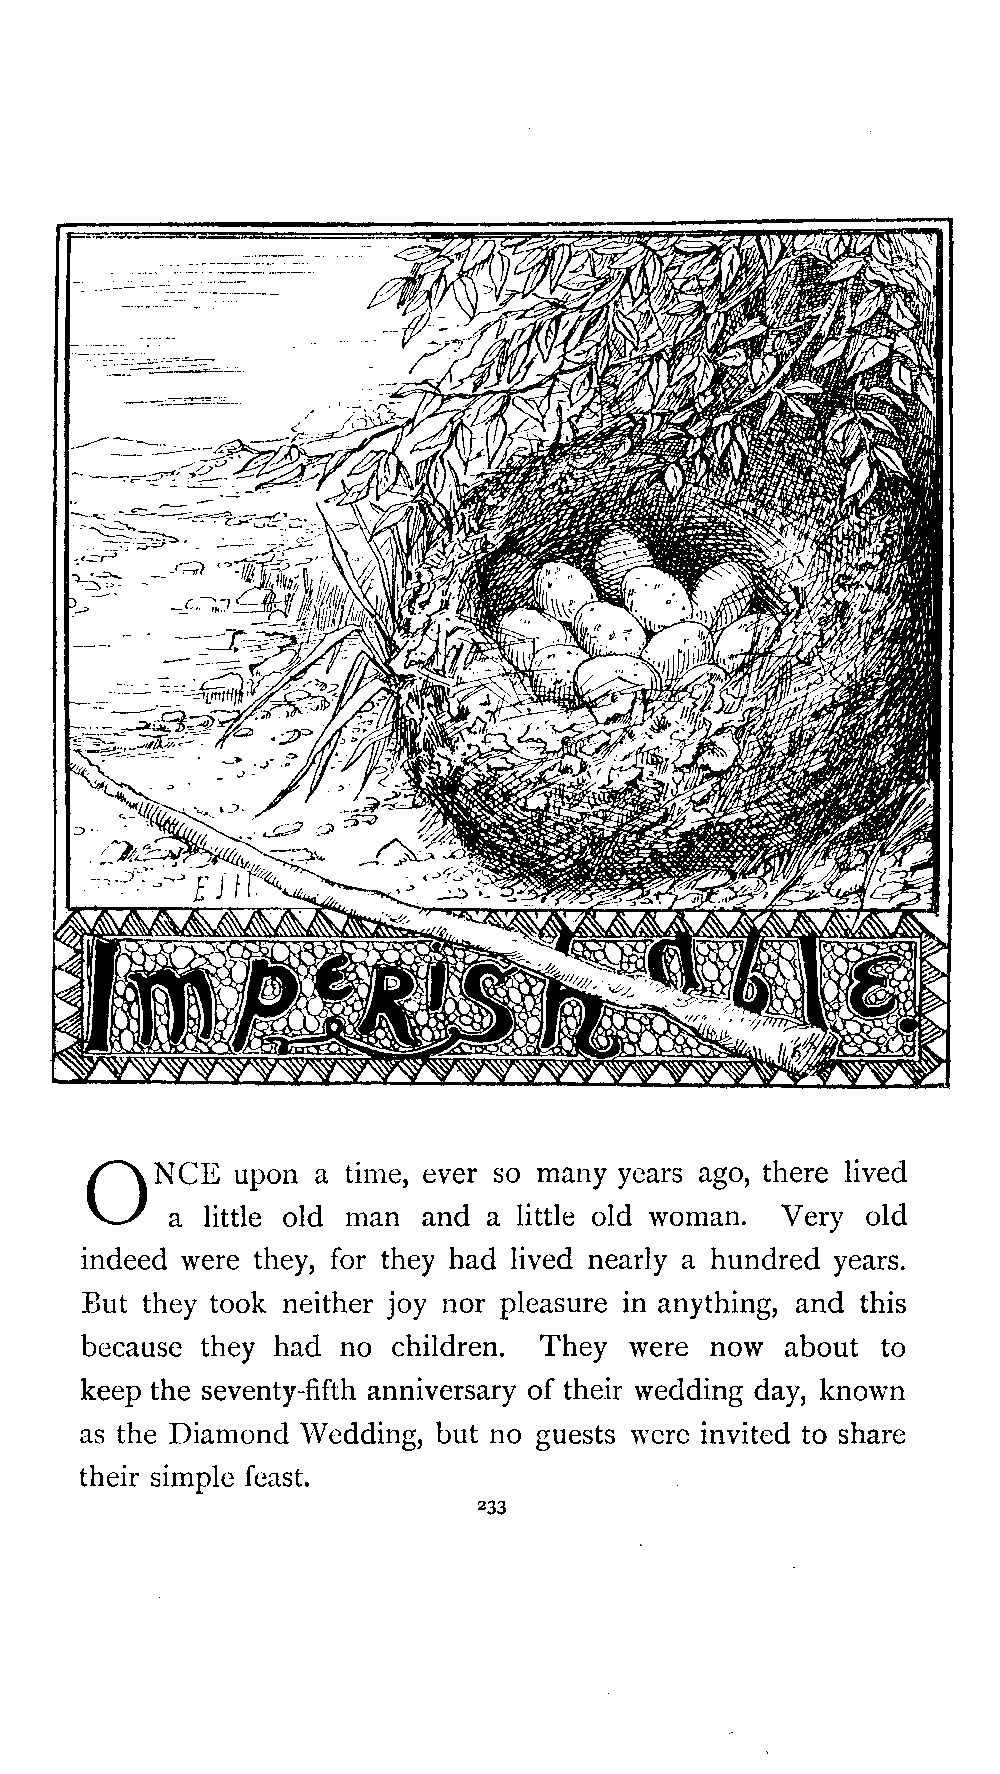 EJH.
Imperishable.
ONCE upon a time, ever so many years ago, there lived
a little old man and a little old woman. Very old
indeed were they, for they had lived nearly a hundred years.
But they took neither joy nor pleasure in anything, and this
because they had no children. They were now about to
keep the seventy-fifth anniversary of their wedding day, known
as the Diamond Wedding, but no guests were invited to share
their simple feast.
233